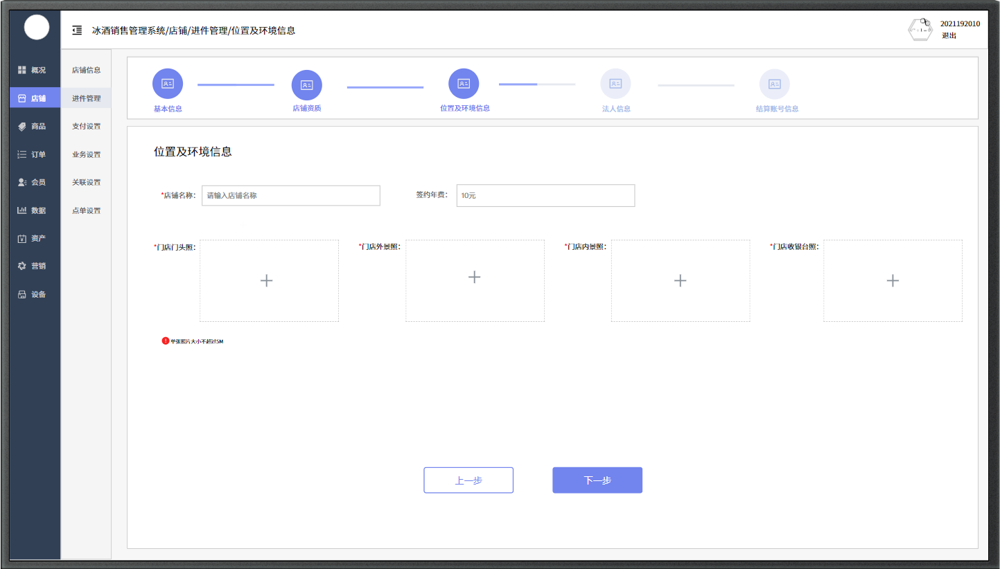 冰酒销售管理系统/店铺/进件管理/位置及环境信息
2021192010
退出
概况
店铺
商品
订单
会员
数据
资产
营销
设备
店铺信息
进件管理
支付设置
业务设置
关联设置
点单设置
基本信息
店铺资质
位置及环境信息
法人信息
结算账号信息
位置及环境信息
*店铺名称: 请输入店铺名称
签约年费: 10元
*门店门头照:
*门店外景照:
*门店内景照:
*门店收银台照:
单张照片大小不超过5M
上一步
下一步